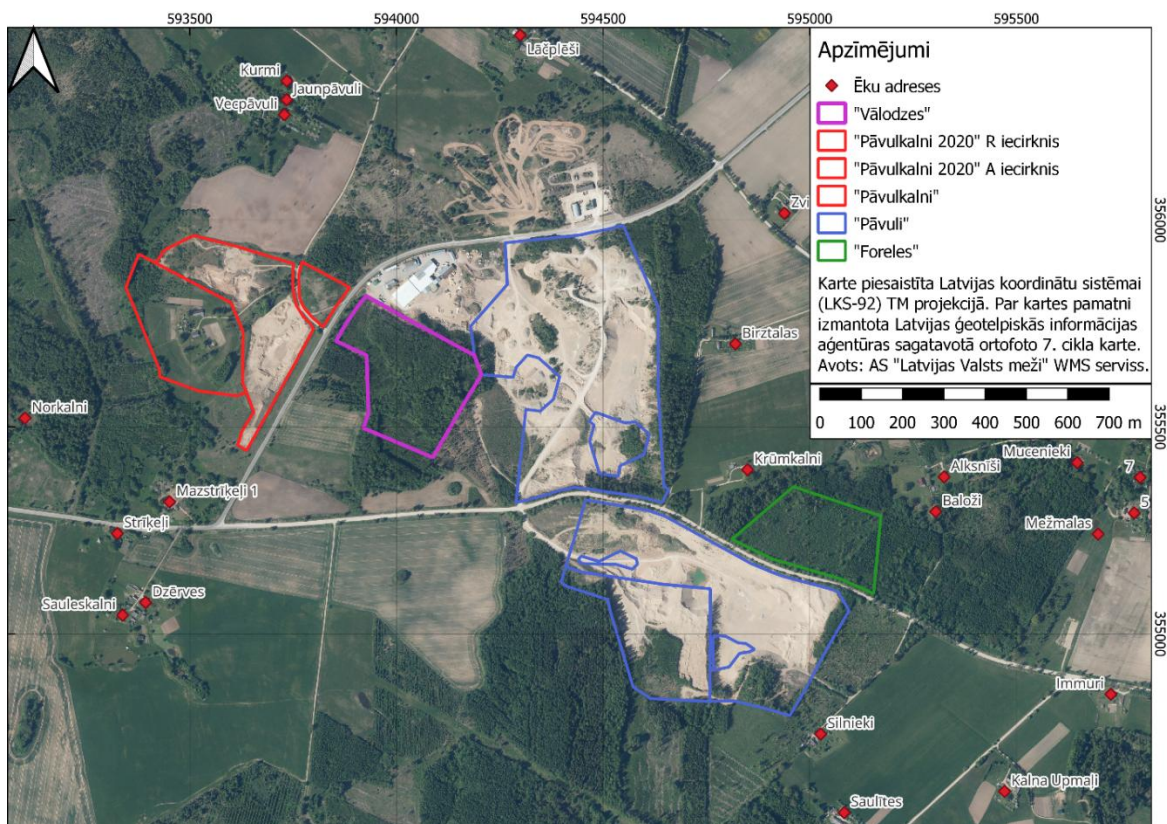 593500 594000 594500 595000 595500
Lāčplēši
Kurmi
Jaunpāvuli
Vecpāvuli
Zvi
Birztalas
Norkalni
Krūmkalni
Alksnīši
Mucenieki
7
Mazstrīķeļi 1
Baloži
5
Strīķeļi
Mežmalas
Dzērves
Sauleskalni
Immuri
Silnieki
Kalna Upmaļi
Saulītes
356000
355500
355000
Apzīmējumi
Ēku adreses
"Vālodzes"
"Pāvulkalni 2020" R iecirknis
"Pāvulkalni 2020" A iecirknis
"Pāvulkalni"
"Pāvuli"
"Foreles"
Karte piesaistīta Latvijas koordinātu sistēmai
(LKS-92) TM projekcijā. Par kartes pamatni
izmantota Latvijas ģeotelpiskās informācijas
aģentūras sagatavotā ortofoto 7. cikla karte.
Avots: AS "Latvijas Valsts meži" WMS serviss.
0 100 200 300 400 500 600 700 m